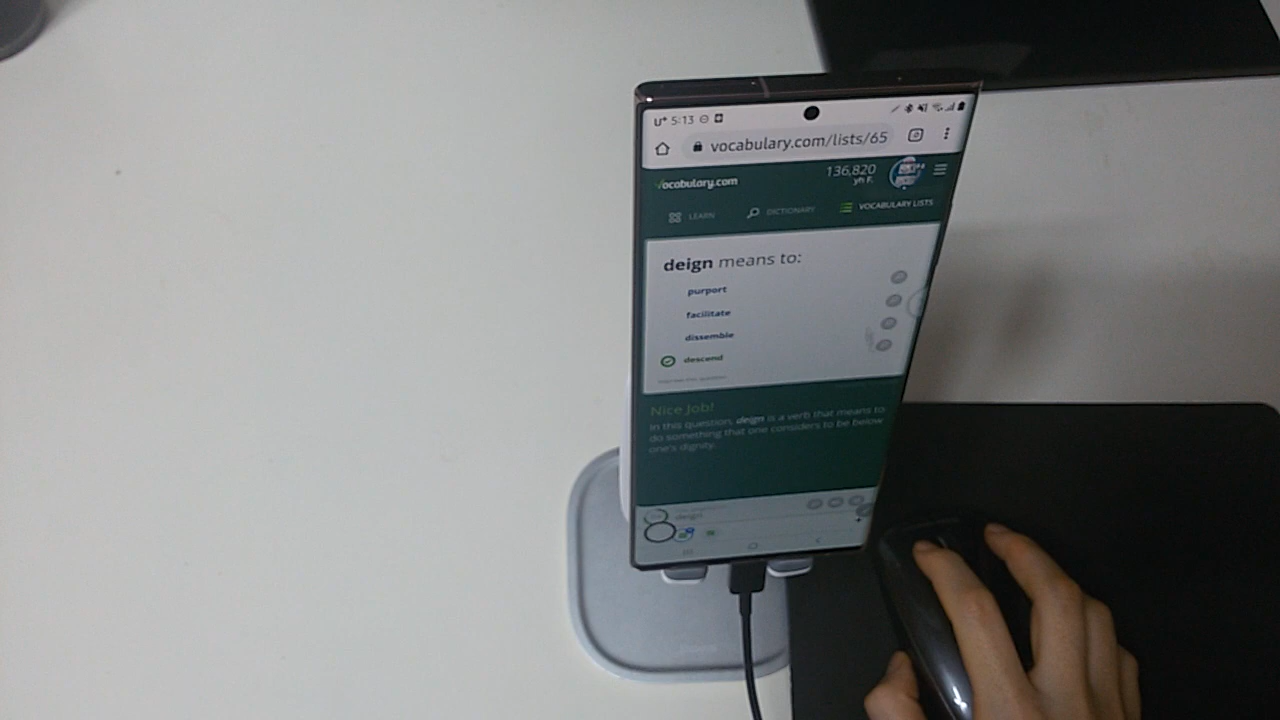 U+ 5:13
vocabulary.com/lists/65
Vocabulary.com
136,820
yh F.
LEARN
DICTIONARY
VOCABULARY LISTS
deign means to:
purport
facilitate
dissemble
descend
Nice Job!
In this question, deign is a verb that means to
do something that one considers to be below
one's dignity.
deign